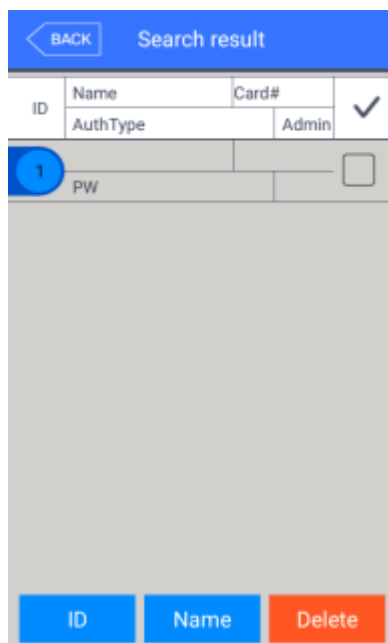 BACK Search result
ID Name Card#
AuthType Admin
1
PW
ID Name Delete